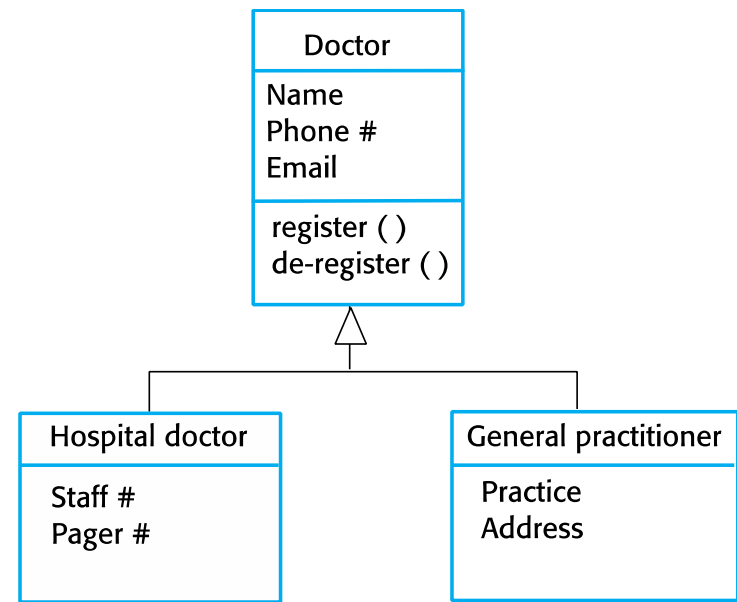 Doctor
Name
Phone #
Email
register ( )
de-register ( )
Hospital doctor
Staff #
Pager #
General practitioner
Practice
Address